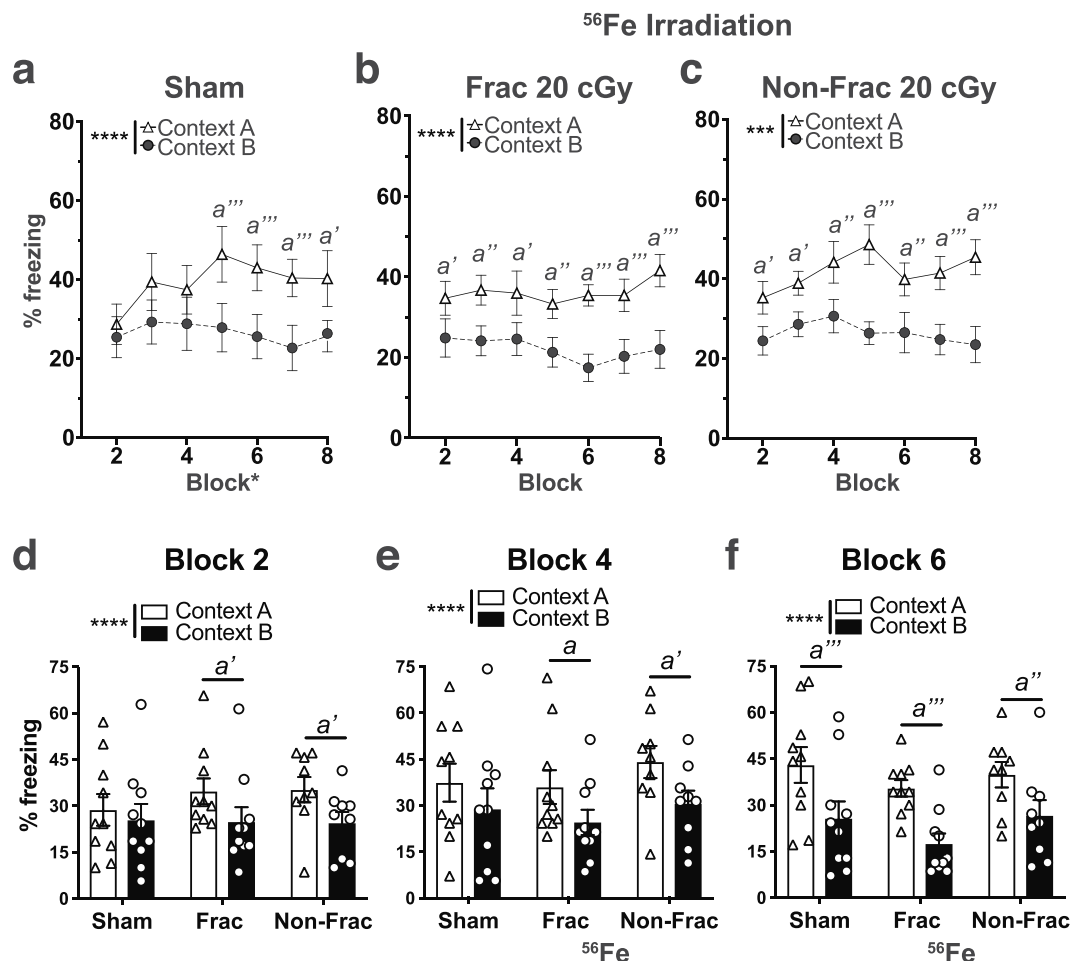 ⁵⁶Fe Irradiation
a
Sham
**** Context A
Context B
% freezing
80
60
40
20
0
a''' a''' a''' a'
2 4 6 8
Block*
b
Frac 20 cGy
**** Context A
Context B
80
60
40
20
0
a' a'' a' a'' a''' a''' a'''
2 4 6 8
Block
c
Non-Frac 20 cGy
*** Context A
Context B
80
60
40
20
0
a' a' a'' a''' a'' a''' a'''
2 4 6 8
Block
d
Block 2
**** Context A
Context B
% freezing
75
60
45
30
15
0
a' a'
Sham Frac Non-Frac
e
Block 4
**** Context A
Context B
75
60
45
30
15
0
a a'
Sham Frac Non-Frac
⁵⁶Fe
f
Block 6
**** Context A
Context B
75
60
45
30
15
0
a''' a''' a''
Sham Frac Non-Frac
⁵⁶Fe